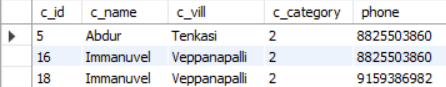 c_id c_name c_vill c_category phone
5 Abdur Tenkasi 2 8825503860
16 Immanuvel Veppanapalli 2 8825503860
18 Immanuvel Veppanapalli 2 9159386982